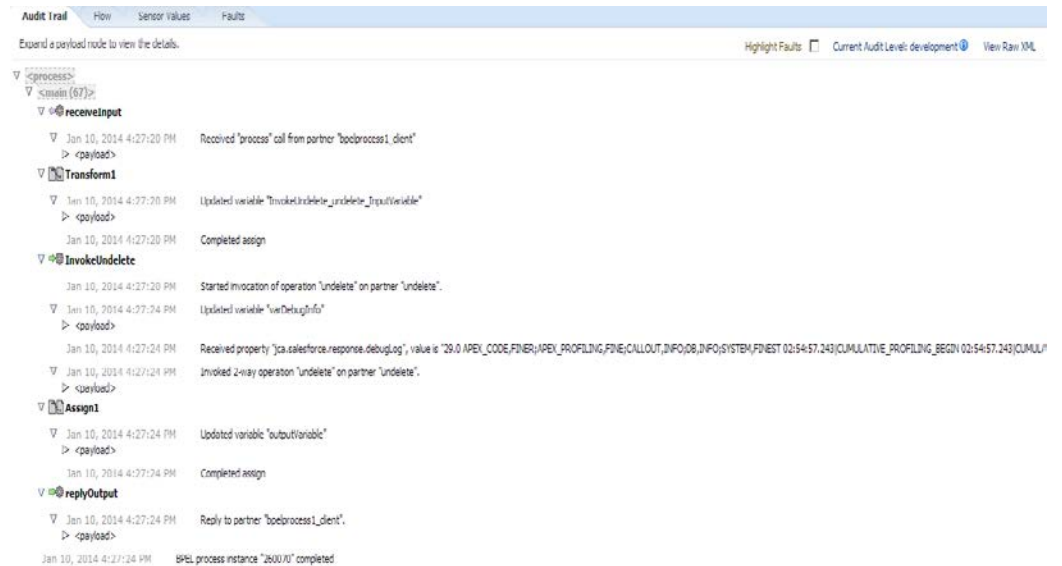 Audit Trail Flow Sensor Values Faults
Expand a payload node to view the details. Highlight Faults Current Audit Level: development View Raw XML
<process>
<main (67)>
receiveInput
Jan 10, 2014 4:27:20 PM Received "process" call from partner "bpelprocess1_client"
<payload>
Transform1
Jan 10, 2014 4:27:20 PM Updated variable "InvokeUndelete_undelete_InputVariable"
<payload>
Jan 10, 2014 4:27:20 PM Completed assign
InvokeUndelete
Jan 10, 2014 4:27:20 PM Started invocation of operation "undelete" on partner "undelete".
Jan 10, 2014 4:27:24 PM Updated variable "varDebugInfo"
<payload>
Jan 10, 2014 4:27:24 PM Received property "jca.salesforce.response.debugLog", value is "29.0 APEX_CODE,FINER;APEX_PROFILING,FINE;CALLOUT,INFO;DB,INFO;SYSTEM,FINEST 02:54:57.243|CUMULATIVE_PROFILING_BEGIN 02:54:57.243|CUMUL
Jan 10, 2014 4:27:24 PM Invoked 2-way operation "undelete" on partner "undelete".
<payload>
Assign1
Jan 10, 2014 4:27:24 PM Updated variable "outputVariable"
<payload>
Jan 10, 2014 4:27:24 PM Completed assign
replyOutput
Jan 10, 2014 4:27:24 PM Reply to partner "bpelprocess1_client".
<payload>
Jan 10, 2014 4:27:24 PM BPEL process instance "260070" completed